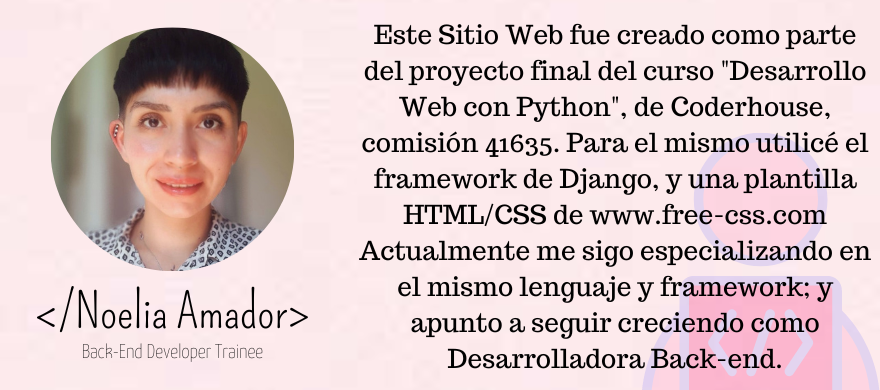 </Noelia Amador>
Back-End Developer Trainee
Este Sitio Web fue creado como parte
del proyecto final del curso "Desarrollo
Web con Python", de Coderhouse,
comisión 41635. Para el mismo utilicé el
framework de Django, y una plantilla
HTML/CSS de www.free-css.com
Actualmente me sigo especializando en
el mismo lenguaje y framework; y
apunto a seguir creciendo como
Desarrolladora Back-end.